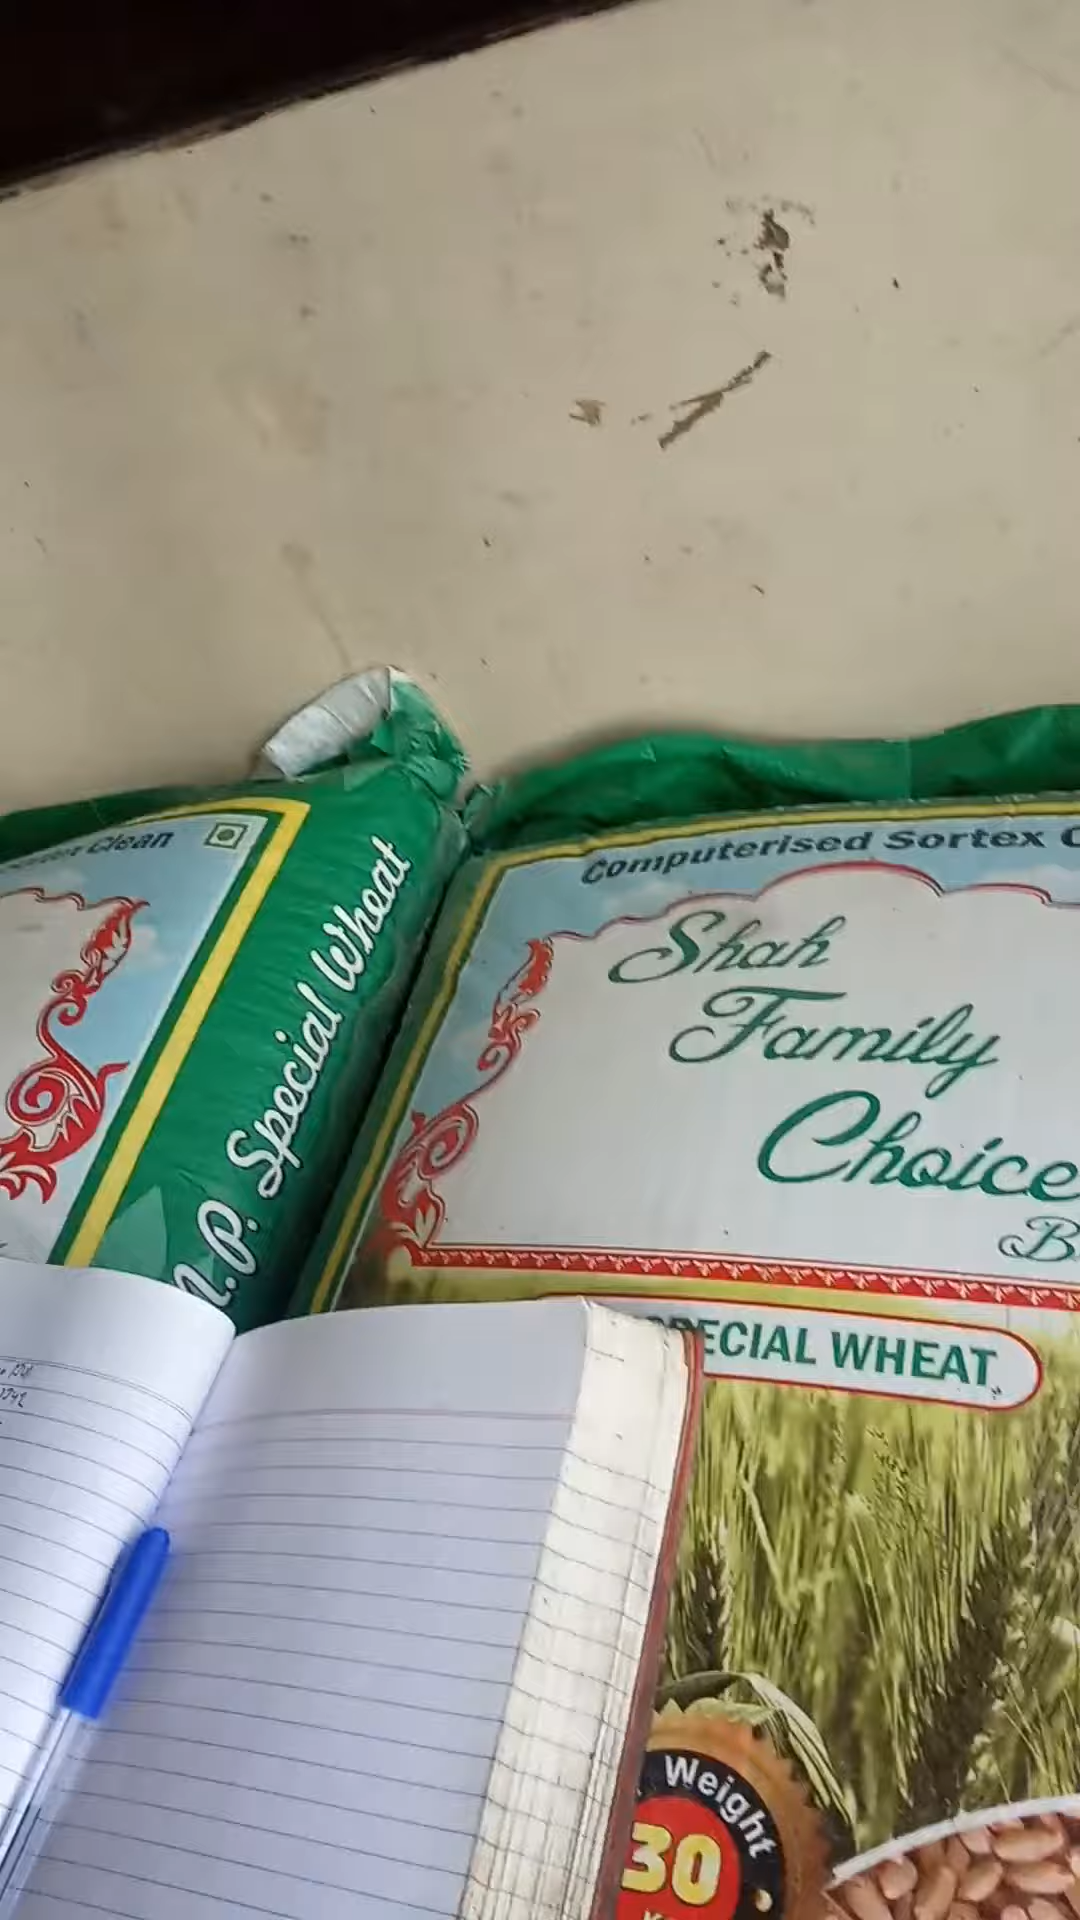 Clean
M.P. Special Wheat
Computerised Sortex
Shah
Family
Choice
SPECIAL WHEAT
Weight
30